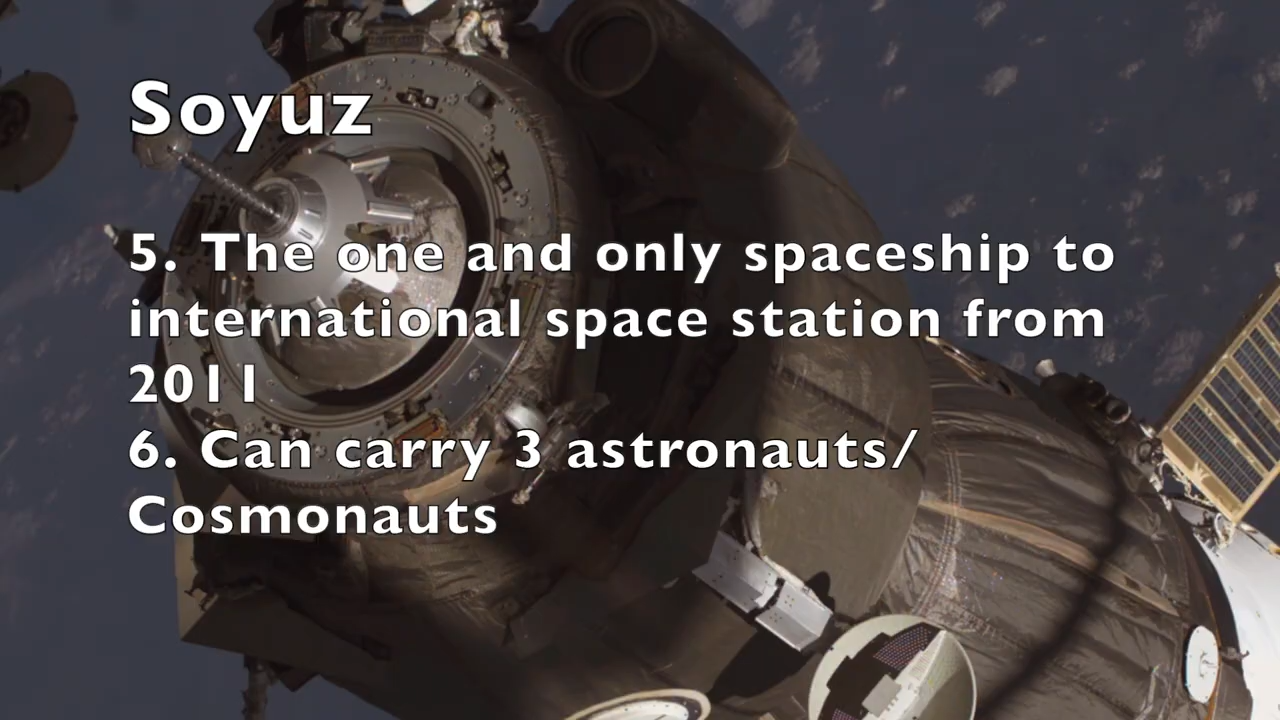 Soyuz
5. The one and only spaceship to
international space station from
2011
6. Can carry 3 astronauts/
Cosmonauts